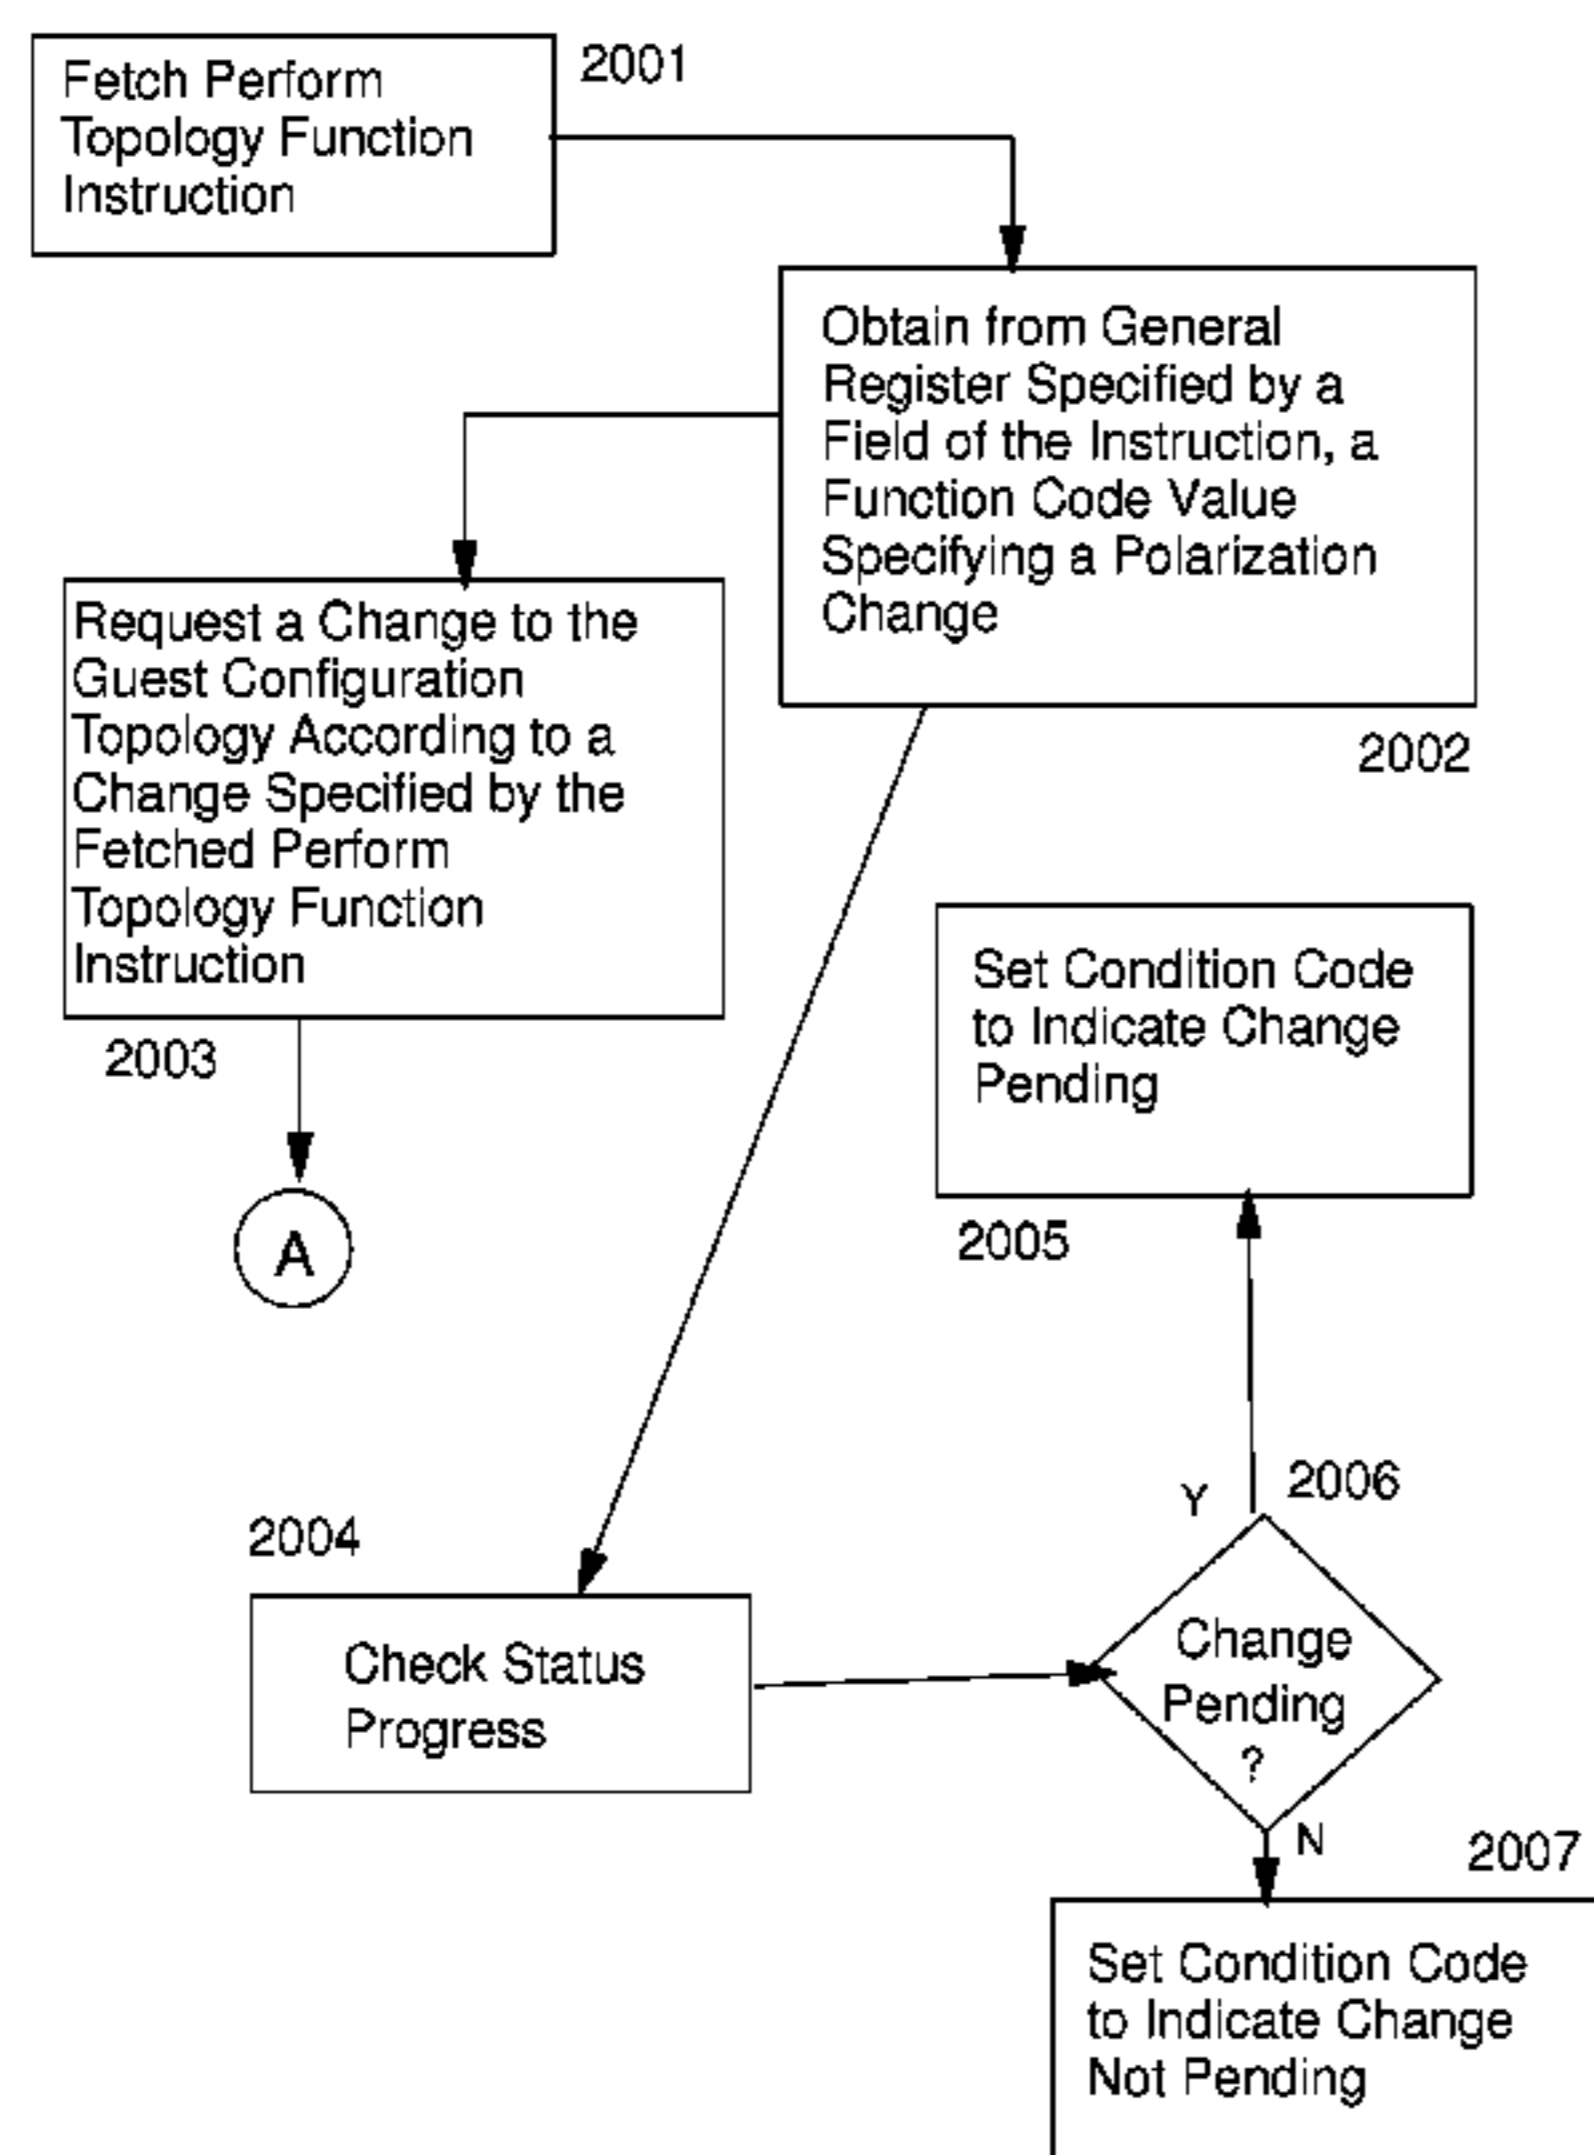 Fetch Perform
Topology Function
Instruction
2001
Obtain from General
Register Specified by a
Field of the Instruction, a
Function Code Value
Specifying a Polarization
Change
2002
Request a Change to the
Guest Configuration
Topology According to a
Change Specified by the
Fetched Perform
Topology Function
Instruction
2003
A
Set Condition Code
to Indicate Change
Pending
2005
2004
Check Status
Progress
Y
2006
Change
Pending
?
N
2007
Set Condition Code
to Indicate Change
Not Pending